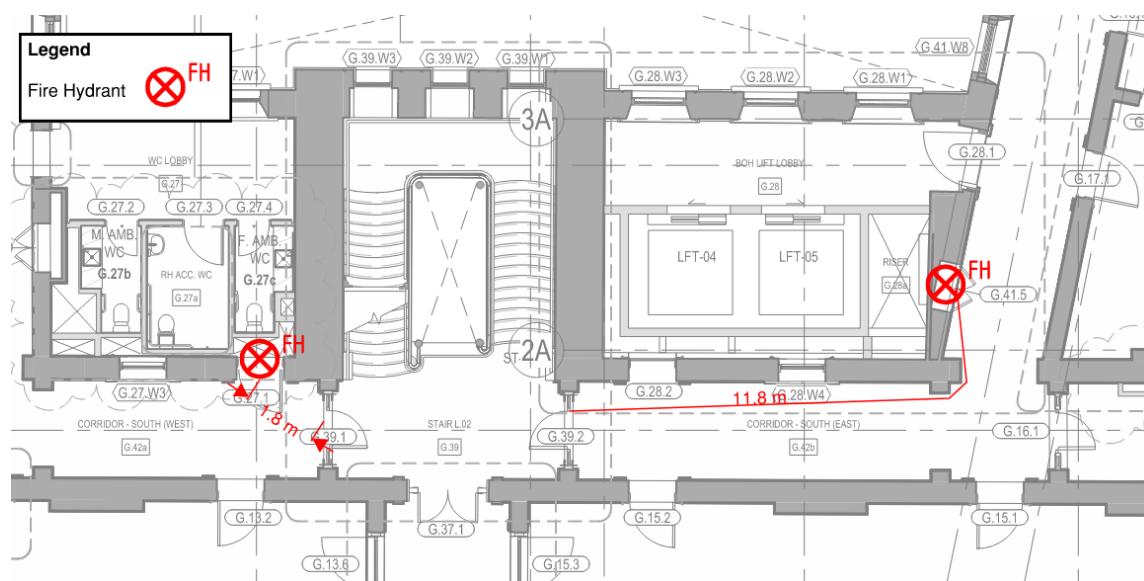 Legend
Fire Hydrant
FH
G.39.W3
G.39.W2
G.39.W1
G.28.W3
G.28.W2
G.28.W1
G.41.W8
3A
WC LOBBY
G.27
BOH LIFT LOBBY
G.28
G.28.1
G.17.1
G.27.2
G.27.3
G.27.4
M. AMB.
WC
G.27b
F. AMB.
WC
G.27c
RH ACC. WC
G.27a
LFT-04
LFT-05
RISER
G.28a
FH
G.41.5
FH
2A
G.27.W3
G.27.1
G.28.2
G.28.W4
11.8 m
1.8 m
CORRIDOR - SOUTH (WEST)
G.42a
G.39.1
STAIR L.02
G.39
G.39.2
CORRIDOR - SOUTH (EAST)
G.42b
G.16.1
G.13.2
G.37.1
G.15.2
G.15.1
G.13.6
G.15.3